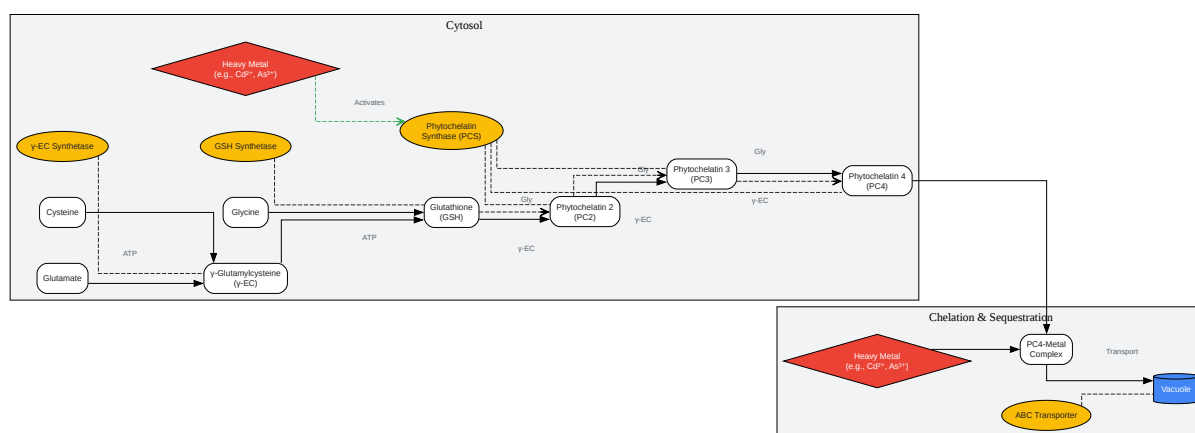 Cytosol
Heavy Metal
(e.g., Cd²⁺, As³⁺)
Activates
Phytochelatin
Synthase (PCS)
γ-EC Synthetase
GSH Synthetase
Gly
Gly
Phytochelatin 3
(PC3)
Phytochelatin 4
(PC4)
Cysteine
Glycine
Glutathione
(GSH)
Gly
Phytochelatin 2
(PC2)
γ-EC
γ-EC
ATP
ATP
γ-EC
Glutamate
γ-Glutamylcysteine
(γ-EC)
Chelation & Sequestration
Heavy Metal
(e.g., Cd²⁺, As³⁺)
PC4-Metal
Complex
Transport
Vacuole
ABC Transporter